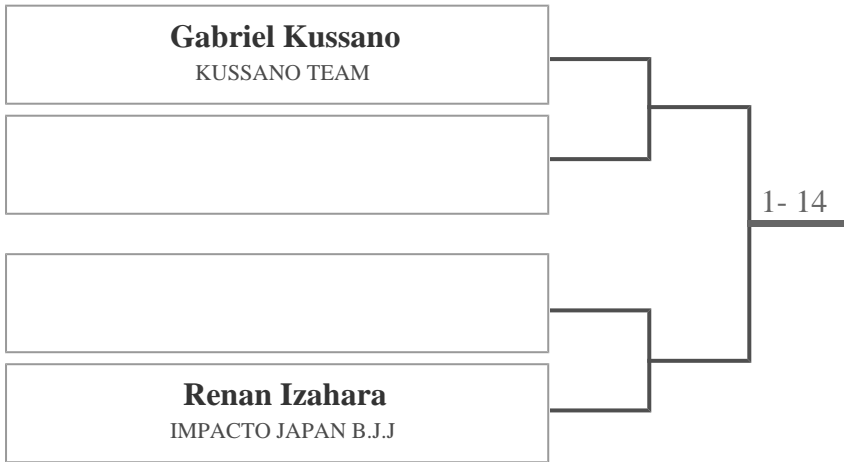 Gabriel Kussano
KUSSANO TEAM
1- 14
Renan Izahara
IMPACTO JAPAN B.J.J